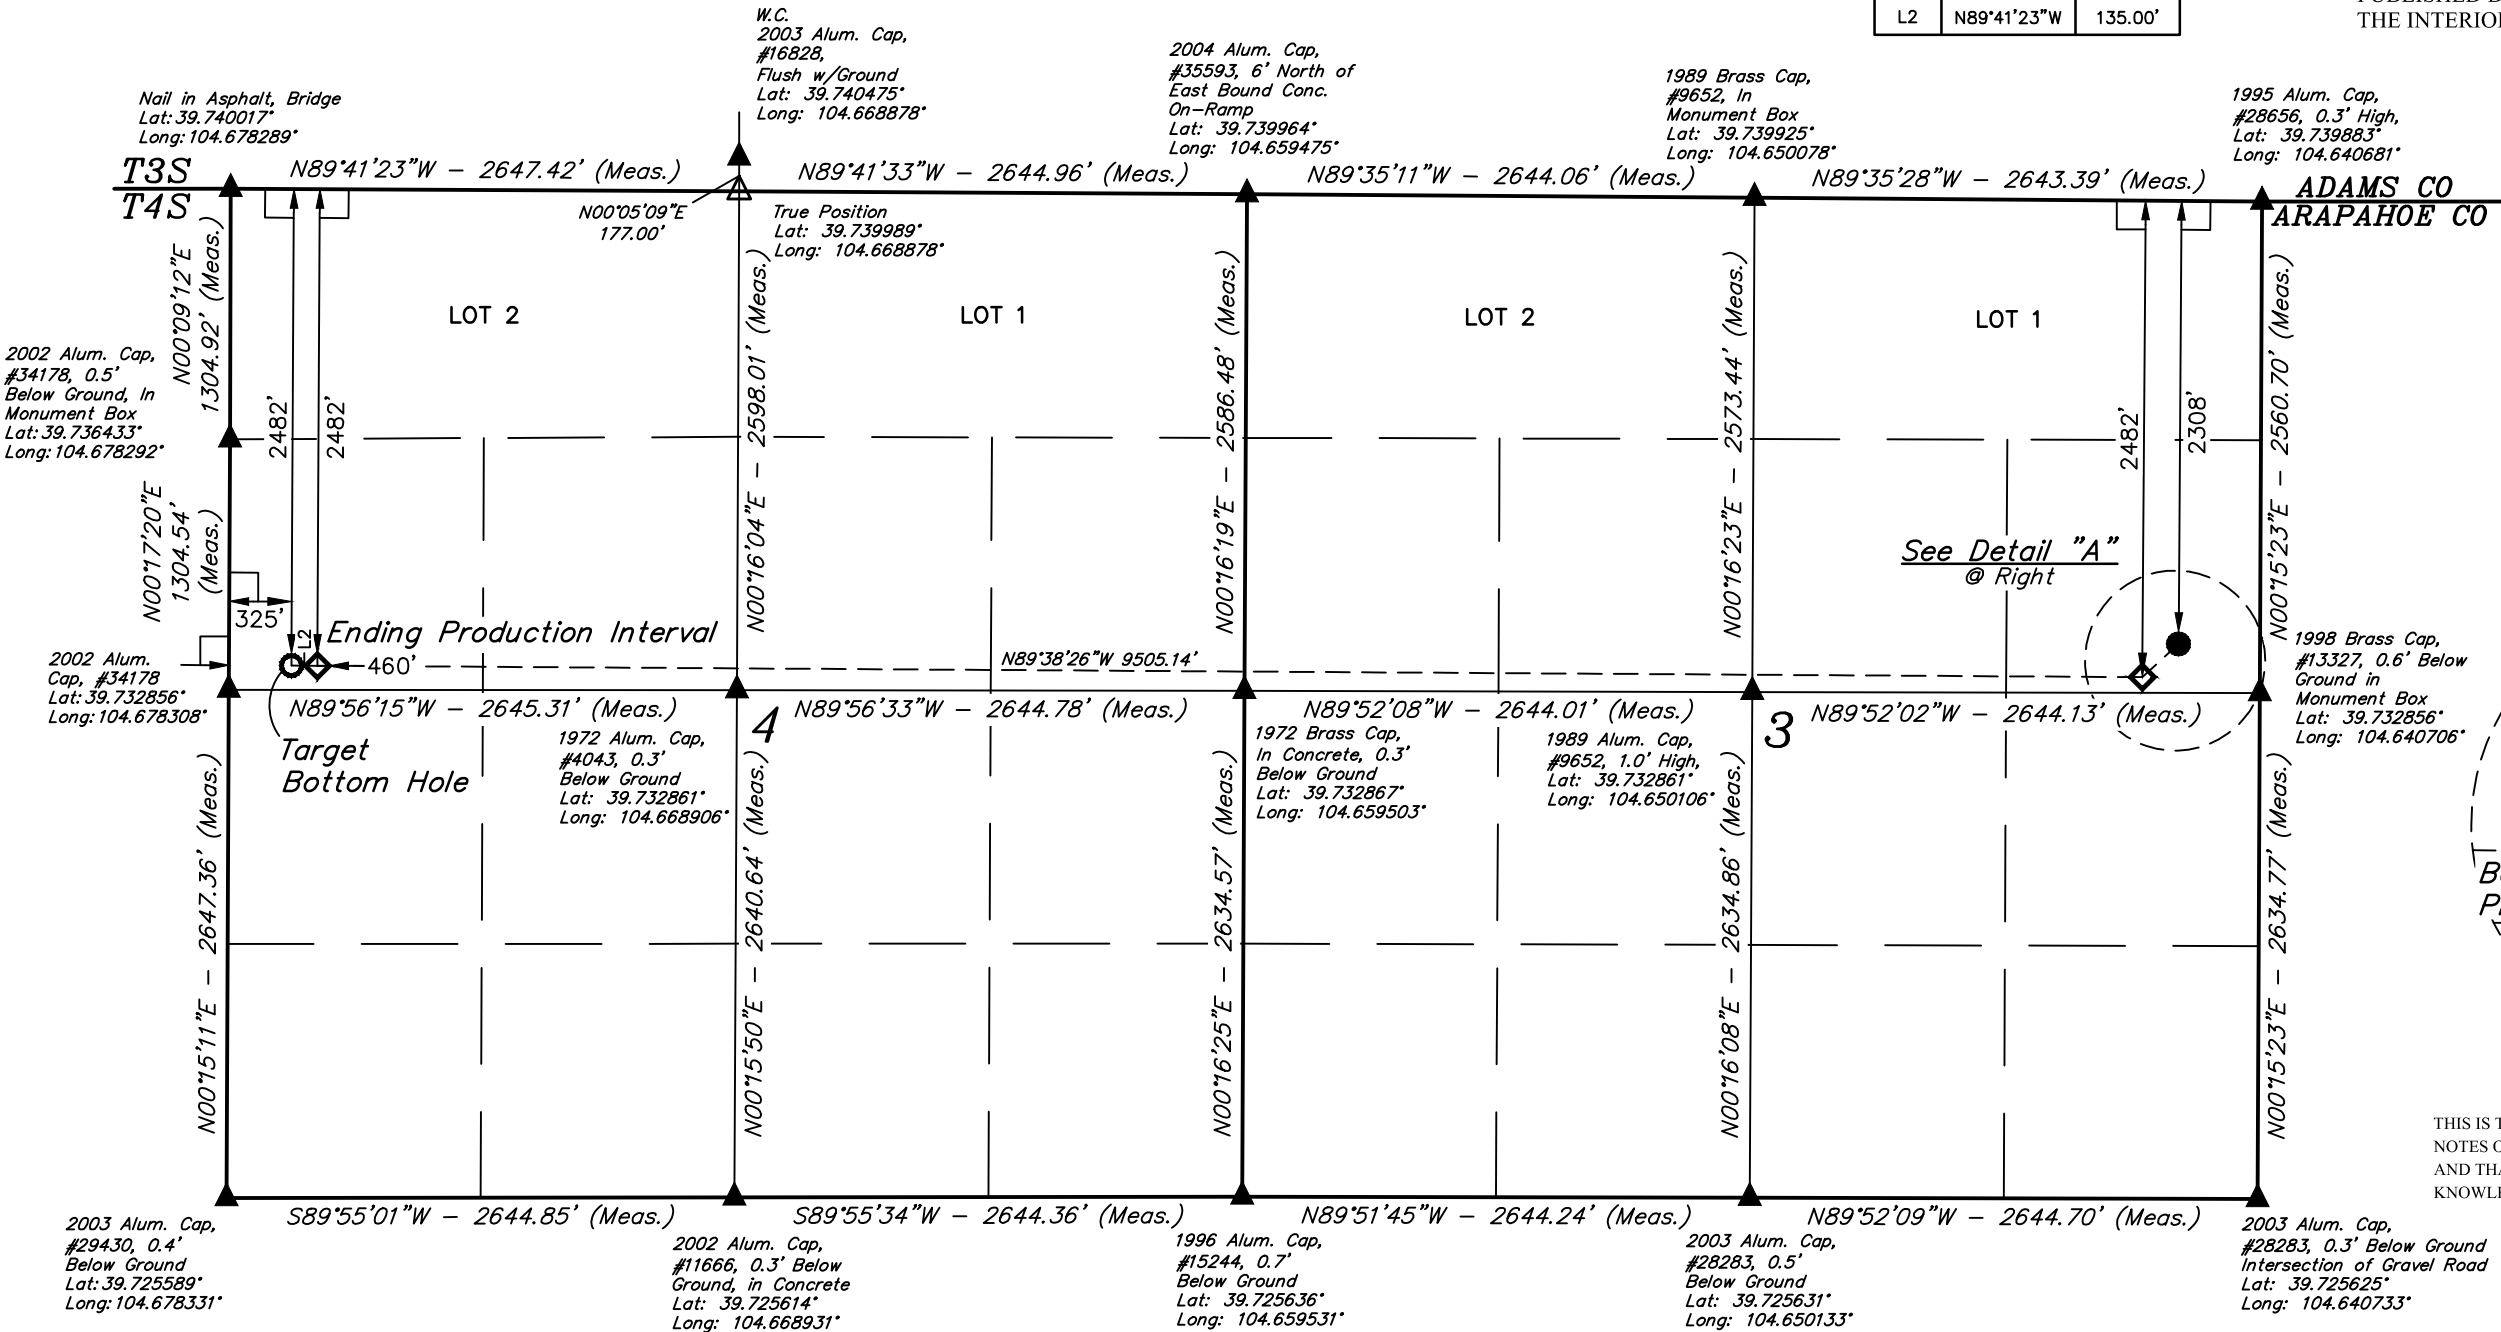 L2 N89°41'23"W 135.00'
THE INTERIOR
W.C.
2003 Alum. Cap,
#16828,
Flush w/Ground
Lat: 39.740475°
Long: 104.668878°
2004 Alum. Cap,
#35593, 6' North of
East Bound Conc.
On-Ramp
Lat: 39.739964°
Long: 104.659475°
1989 Brass Cap,
#9652, In
Monument Box
Lat: 39.739925°
Long: 104.650078°
1995 Alum. Cap,
#28656, 0.3' High,
Lat: 39.739883°
Long: 104.640681°
Nail in Asphalt, Bridge
Lat: 39.740017°
Long: 104.678289°
T3S
T4S
N89°41'23"W - 2647.42' (Meas.)
N89°41'33"W - 2644.96' (Meas.)
N89°35'11"W - 2644.06' (Meas.)
N89°35'28"W - 2643.39' (Meas.)
ADAMS CO
ARAPAHOE CO
N00°05'09"E
177.00'
True Position
Lat: 39.739989°
Long: 104.668878°
N00°09'12"E
1304.92' (Meas.)
LOT 2
LOT 1
LOT 2
LOT 1
N00°16'04"E - 2598.01' (Meas.)
N00°16'19"E - 2586.48' (Meas.)
N00°16'23"E - 2573.44' (Meas.)
N00°15'23"E - 2560.70' (Meas.)
2002 Alum. Cap,
#34178, 0.5'
Below Ground, In
Monument Box
Lat: 39.736433°
Long: 104.678292°
2482'
2482'
2482'
2308'
N00°17'20"E
1304.54'
(Meas.)
See Detail "A"
@ Right
325'
L2
Ending Production Interval
460'
N89°38'26"W 9505.14'
2002 Alum.
Cap, #34178
Lat: 39.732856°
Long: 104.678308°
1998 Brass Cap,
#13327, 0.6' Below
Ground in
Monument Box
Lat: 39.732856°
Long: 104.640706°
N89°56'15"W - 2645.31' (Meas.)
4
N89°56'33"W - 2644.78' (Meas.)
N89°52'08"W - 2644.01' (Meas.)
3
N89°52'02"W - 2644.13' (Meas.)
Target
Bottom Hole
1972 Alum. Cap,
#4043, 0.3'
Below Ground
Lat: 39.732861°
Long: 104.668906°
1972 Brass Cap,
In Concrete, 0.3'
Below Ground
Lat: 39.732867°
Long: 104.659503°
1989 Alum. Cap,
#9652, 1.0' High,
Lat: 39.732861°
Long: 104.650106°
N00°15'11"E - 2647.36' (Meas.)
N00°15'50"E - 2640.64' (Meas.)
N00°16'25"E - 2634.57' (Meas.)
N00°16'08"E - 2634.86' (Meas.)
N00°15'23"E - 2634.77' (Meas.)
THIS IS
NOTES
S89°55'01"W - 2644.85' (Meas.)
S89°55'34"W - 2644.36' (Meas.)
N89°51'45"W - 2644.24' (Meas.)
N89°52'09"W - 2644.70' (Meas.)
2003 Alum. Cap,
#29430, 0.4'
Below Ground
Lat: 39.725589°
Long: 104.678331°
2002 Alum. Cap,
#11666, 0.3' Below
Ground, in Concrete
Lat: 39.725614°
Long: 104.668931°
1996 Alum. Cap,
#15244, 0.7'
Below Ground
Lat: 39.725636°
Long: 104.659531°
2003 Alum. Cap,
#28283, 0.5'
Below Ground
Lat: 39.725631°
Long: 104.650133°
2003 Alum. Cap,
#28283, 0.3' Below Ground
Intersection of Gravel Road
Lat: 39.725625°
Long: 104.640733°